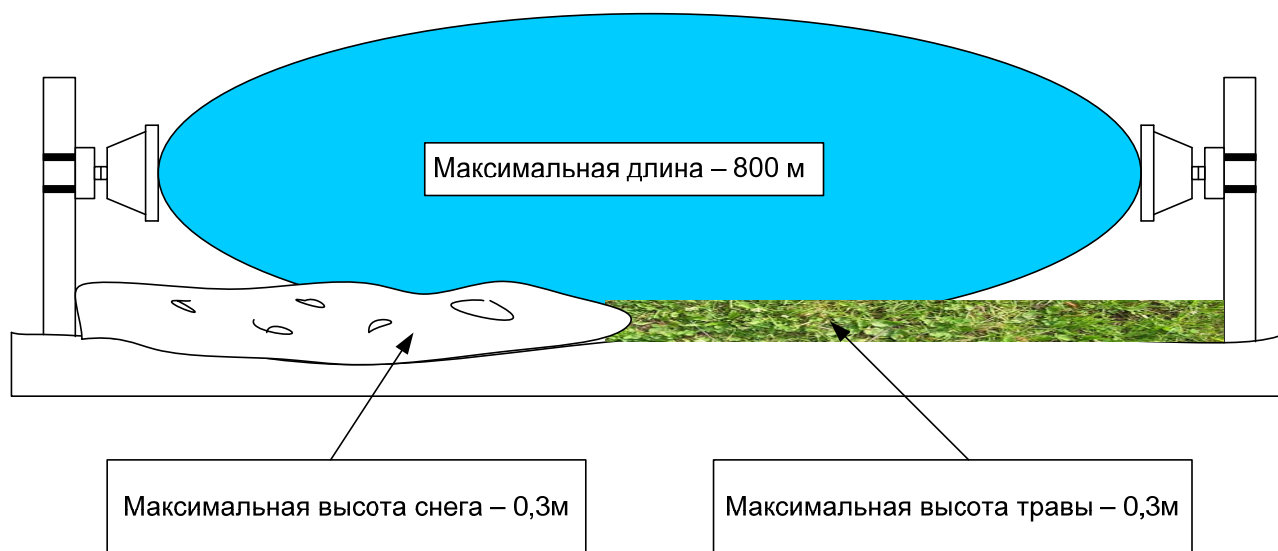 Максимальная длина – 800 м
Максимальная высота снега – 0,3м
Максимальная высота травы – 0,3м